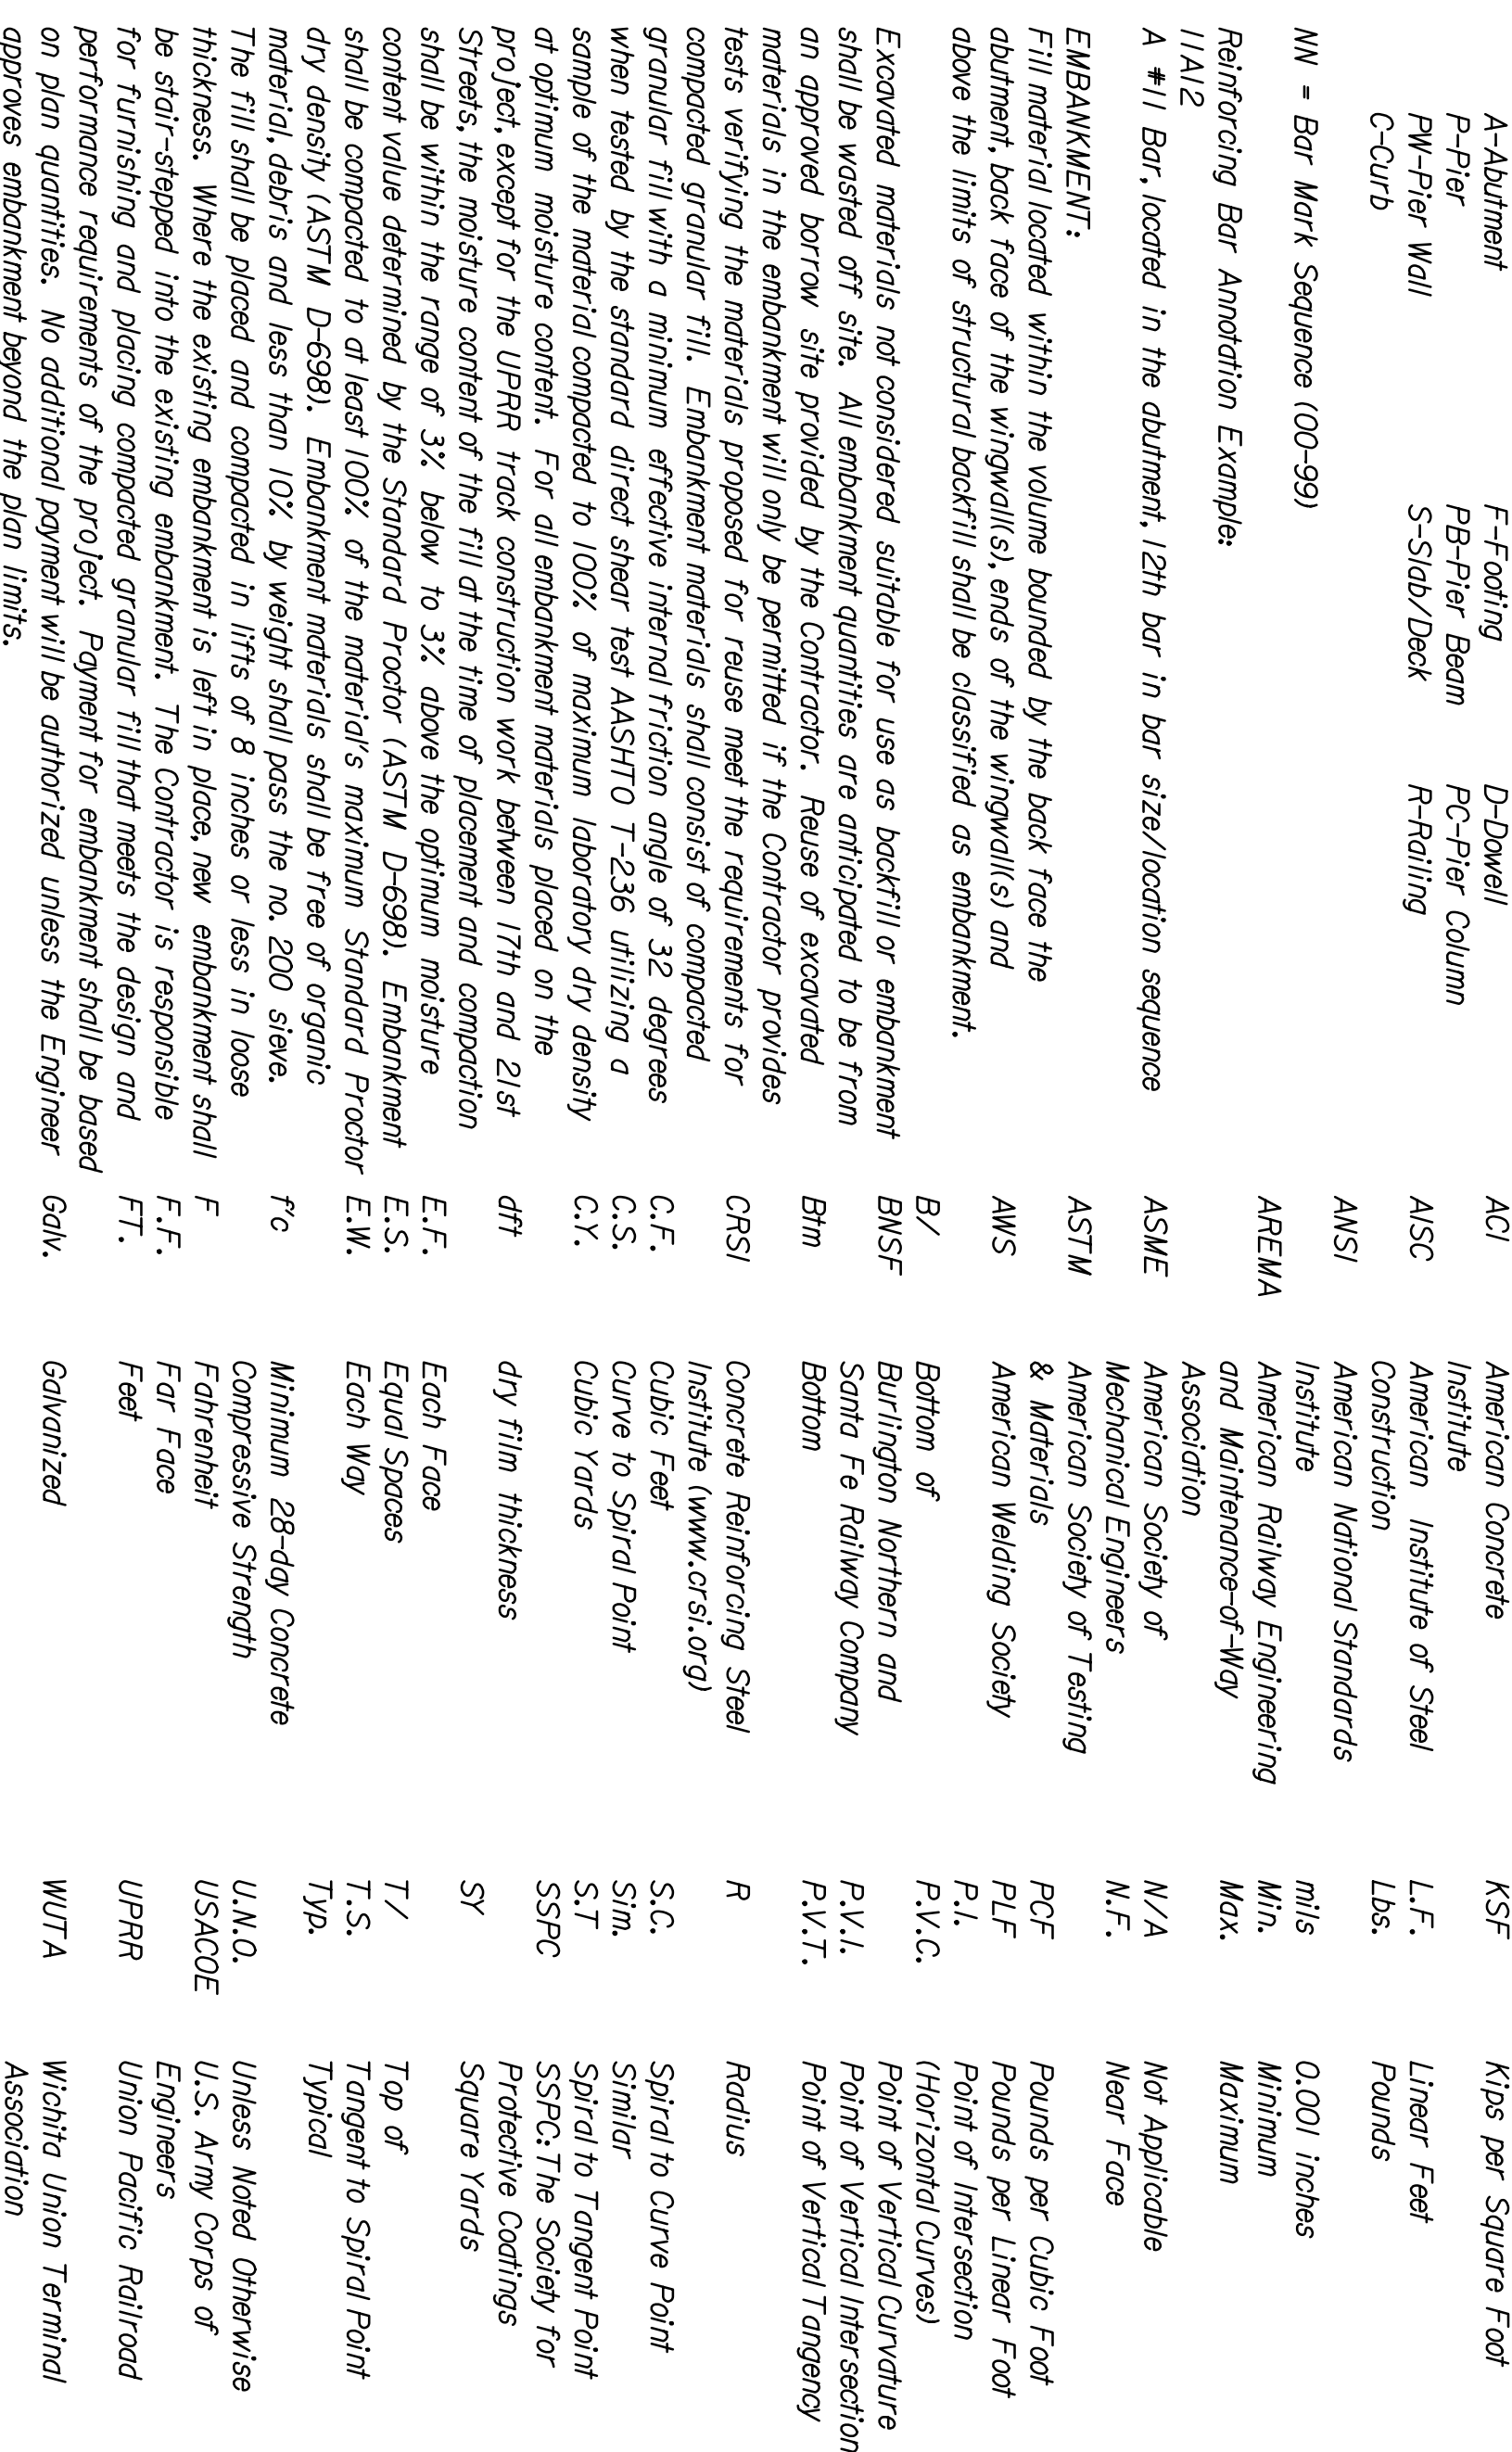 A-Abutment F-Footing D-Dowell
P-Pier PB-Pier Beam PC-Pier Column
PW-Pier Wall S-Slab/Deck R-Railing
C-Curb
NN = Bar Mark Sequence (00-99)
Reinforcing Bar Annotation Example:
11A12
A #11 Bar, located in the abutment, 12th bar in bar size/location sequence
EMBANKMENT:
Fill material located within the volume bounded by the back face the
abutment, back face of the wingwall(s), ends of the wingwall(s) and
above the limits of structural backfill shall be classified as embankment.
Excavated materials not considered suitable for use as backfill or embankment
shall be wasted off site. All embankment quantities are anticipated to be from
an approved borrow site provided by the Contractor. Reuse of excavated
materials in the embankment will only be permitted if the Contractor provides
tests verifying the materials proposed for reuse meet the requirements for
compacted granular fill. Embankment materials shall consist of compacted
granular fill with a minimum effective internal friction angle of 32 degrees
when tested by the standard direct shear test AASHTO T-236 utilizing a
sample of the material compacted to 100% of maximum laboratory dry density
at optimum moisture content. For all embankment materials placed on the
project, except for the UPRR track construction work between 17th and 21st
Streets, the moisture content of the fill at the time of placement and compaction
shall be within the range of 3% below to 3% above the optimum moisture
content value determined by the Standard Proctor (ASTM D-698). Embankment
shall be compacted to at least 100% of the material's maximum Standard Proctor
dry density (ASTM D-698). Embankment materials shall be free of organic
material, debris and less than 10% by weight shall pass the no. 200 sieve.
The fill shall be placed and compacted in lifts of 8 inches or less in loose
thickness. Where the existing embankment is left in place, new embankment shall
be stair-stepped into the existing embankment. The Contractor is responsible
for furnishing and placing compacted granular fill that meets the design and
performance requirements of the project. Payment for embankment shall be based
on plan quantities. No additional payment will be authorized unless the Engineer
approves embankment beyond the plan limits.
ACI American Concrete
Institute
AISC American Institute of Steel
Construction
ANSI American National Standards
Institute
AREMA American Railway Engineering
and Maintenance-of-Way
Association
ASME American Society of
Mechanical Engineers
ASTM American Society of Testing
& Materials
AWS American Welding Society
B/ Bottom of
BNSF Burlington Northern and
Santa Fe Railway Company
Btm Bottom
CRSI Concrete Reinforcing Steel
Institute (www.crsi.org)
C.F. Cubic Feet
C.S. Curve to Spiral Point
C.Y. Cubic Yards
dft dry film thickness
E.F. Each Face
E.S. Equal Spaces
E.W. Each Way
f'c Minimum 28-day Concrete
Compressive Strength
F Fahrenheit
F.F. Far Face
FT. Feet
Galv. Galvanized
KSF Kips per Square Foot
L.F. Linear Feet
Lbs. Pounds
mils 0.001 inches
Min. Minimum
Max. Maximum
N/A Not Applicable
N.F. Near Face
PCF Pounds per Cubic Foot
PLF Pounds per Linear Foot
P.I. Point of Intersection
(Horizontal Curves)
P.V.C. Point of Vertical Curvature
P.V.I. Point of Vertical Intersection
P.V.T. Point of Vertical Tangency
R Radius
S.C. Spiral to Curve Point
Sim. Similar
S.T Spiral to Tangent Point
SSPC SSPC: The Society for
Protective Coatings
SY Square Yards
T/ Top of
T.S. Tangent to Spiral Point
Typ. Typical
U.N.O. Unless Noted Otherwise
USACOE U.S. Army Corps of
Engineers
UPRR Union Pacific Railroad
WUTA Wichita Union Terminal
Association